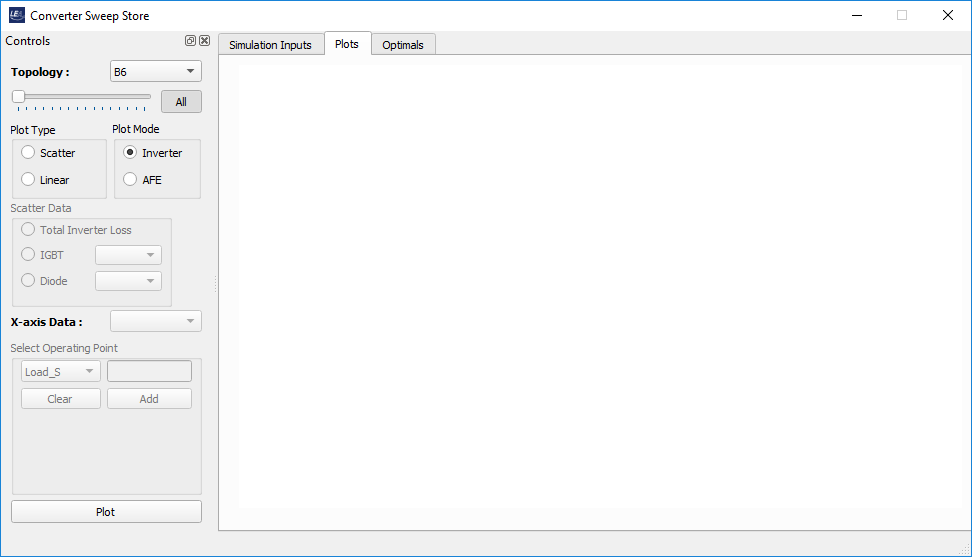 Converter Sweep Store
Controls
Simulation Inputs
Plots
Optimals
Topology :
B6
All
Plot Type
Plot Mode
Scatter
Inverter
Linear
AFE
Scatter Data
Total Inverter Loss
IGBT
Diode
X-axis Data :
Select Operating Point
Load_S
Clear
Add
Plot